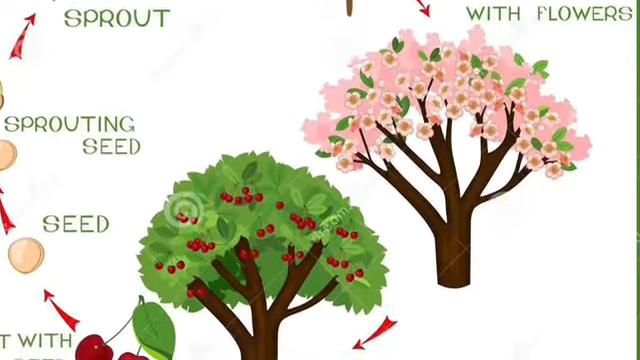 SPROUT
WITH FLOWERS
SPROUTING
SEED
SEED
T WITH